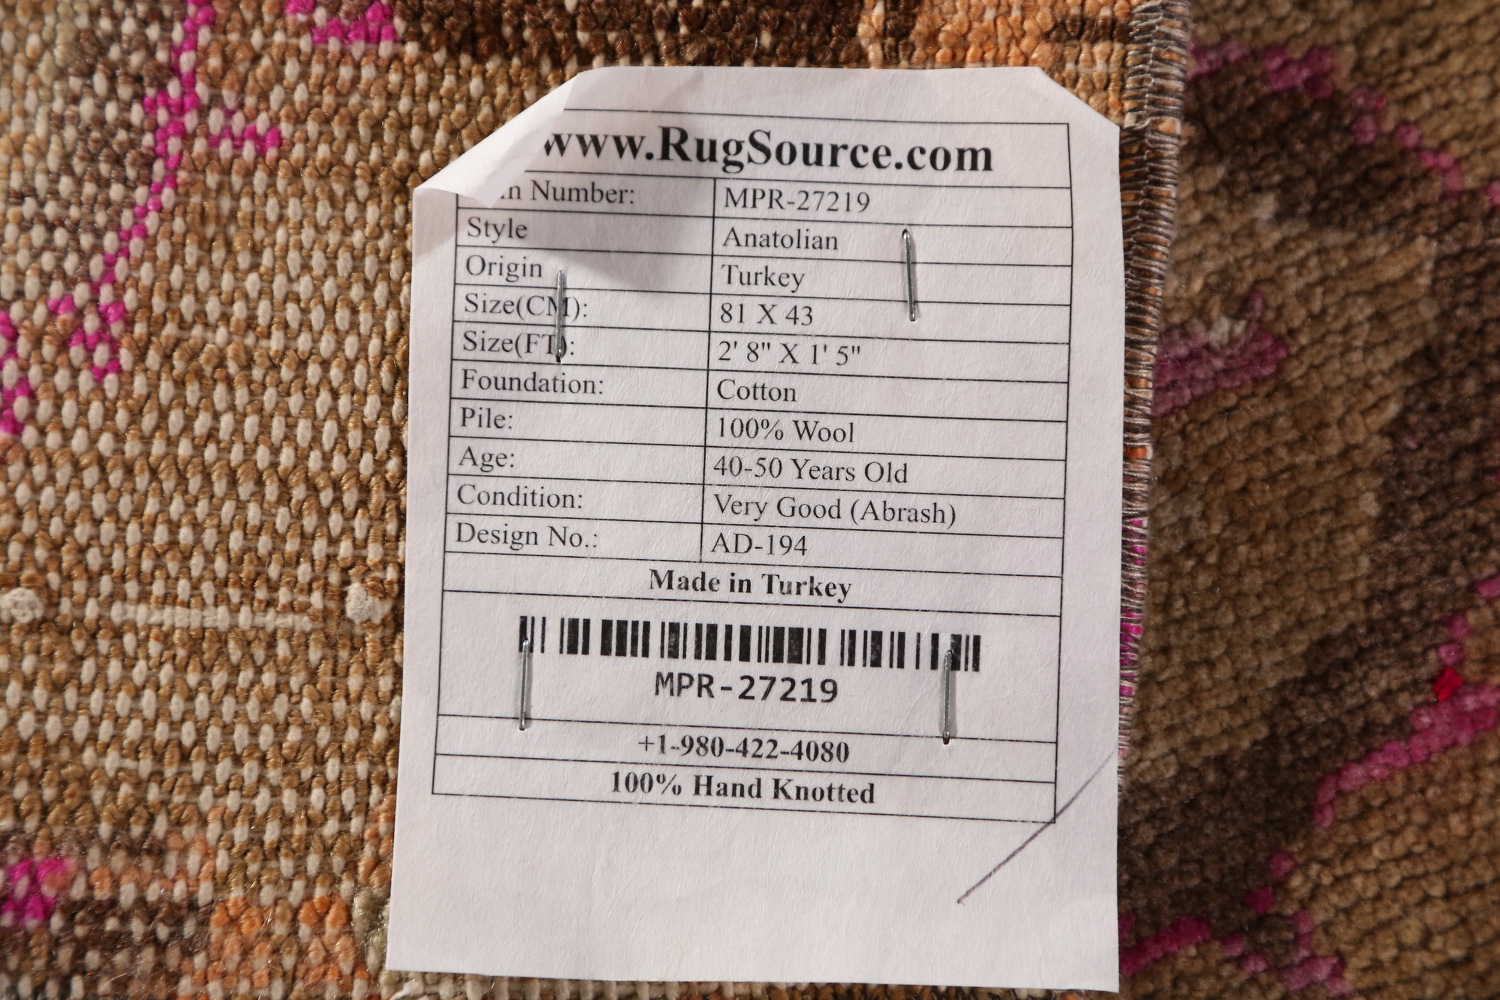 www.RugSource.com
Number: MPR-27219
Style Anatolian
Origin Turkey
Size(CM): 81 X 43
Size(FT): 2' 8" X 1' 5"
Foundation: Cotton
Pile: 100% Wool
Age: 40-50 Years Old
Condition: Very Good (Abrash)
Design No.: AD-194
Made in Turkey
MPR-27219
+1-980-422-4080
100% Hand Knotted